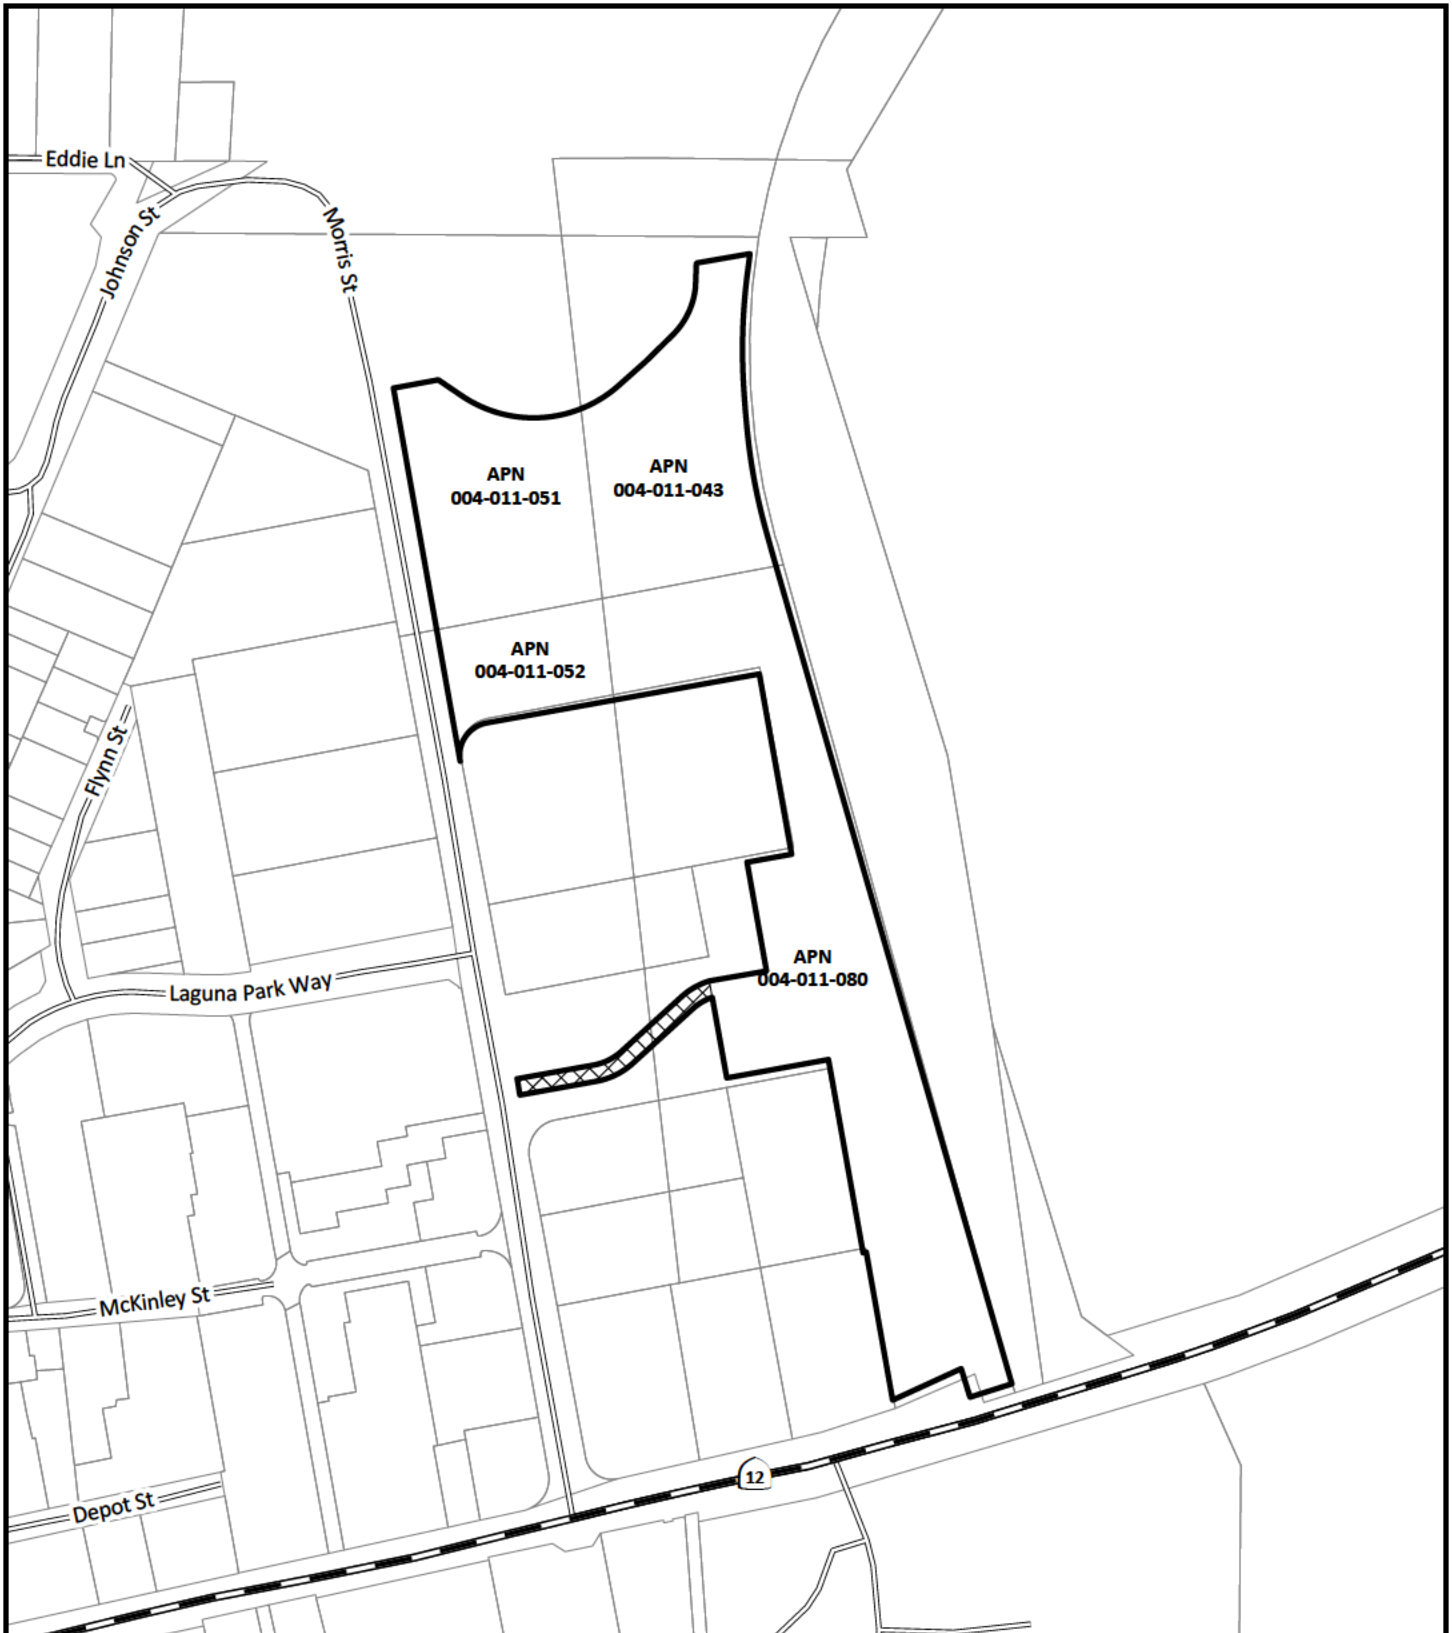 Eddie Ln
Johnson St
Morris St
APN
004-011-051
APN
004-011-043
APN
004-011-052
Flynn St
APN
004-011-080
Laguna Park Way
McKinley St
12
Depot St